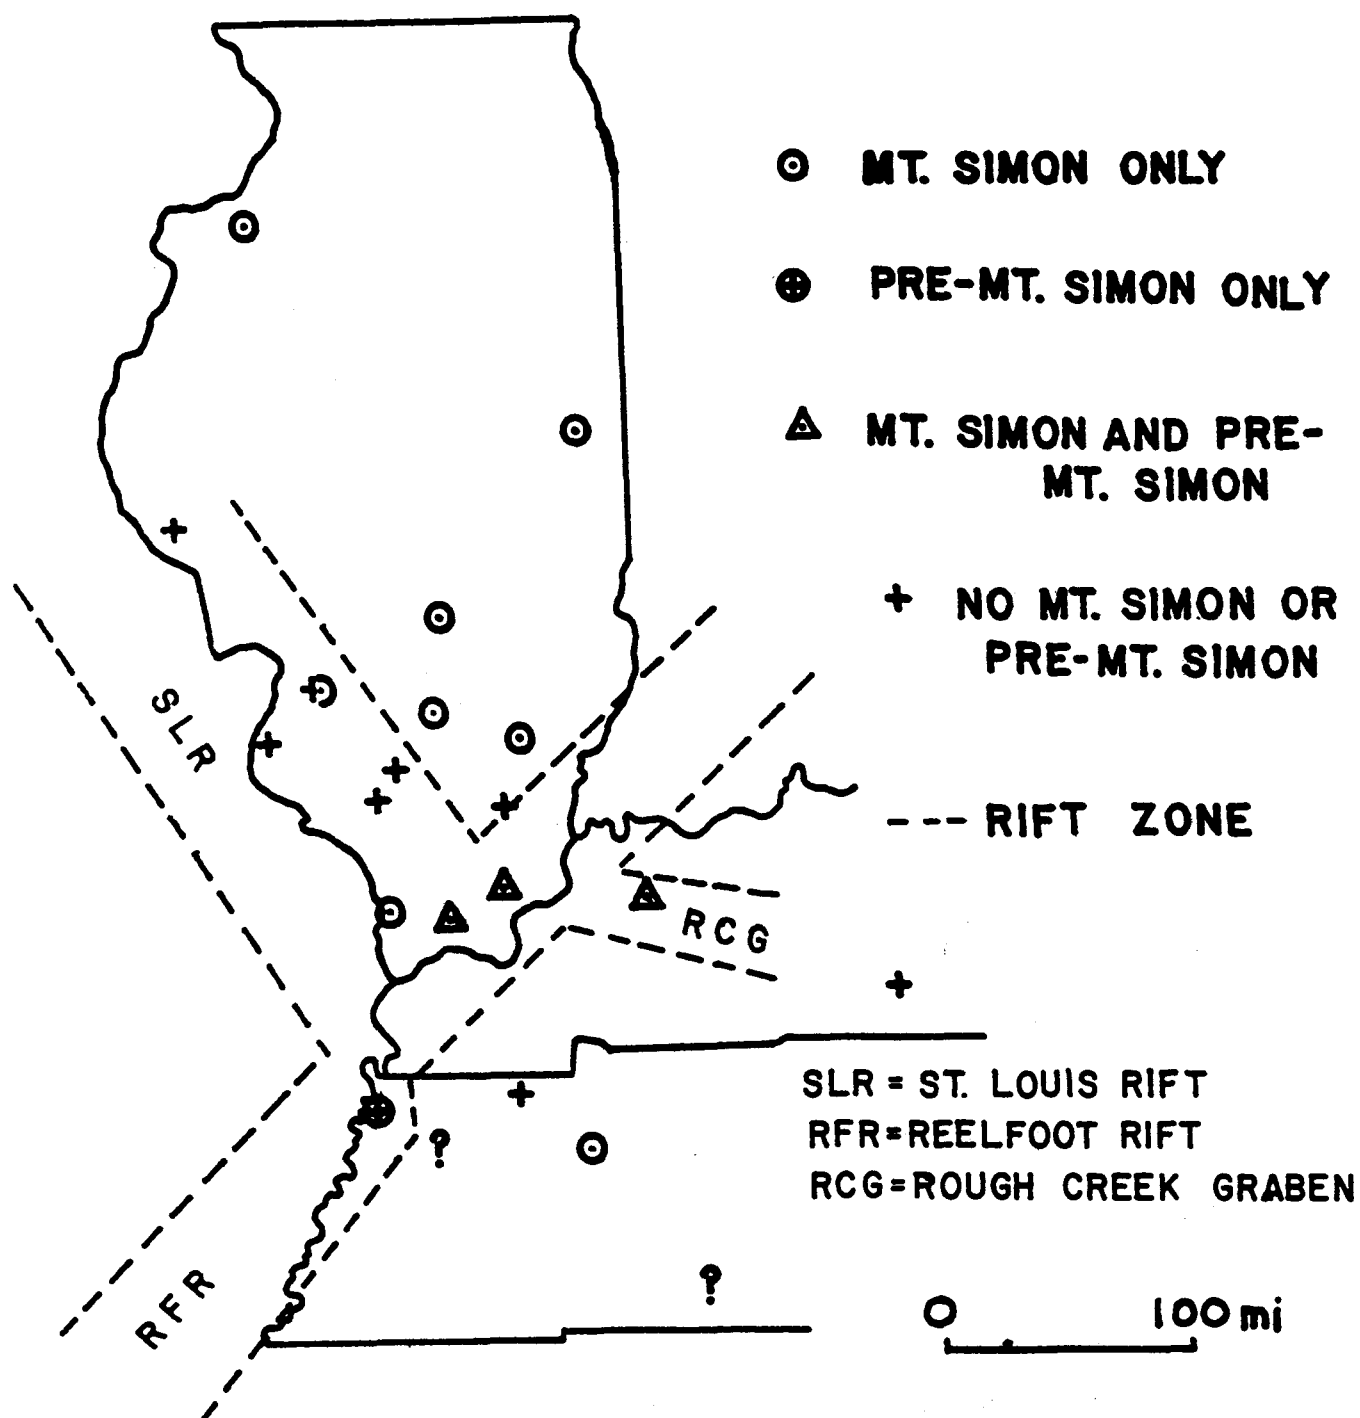 MT. SIMON ONLY
PRE-MT. SIMON ONLY
MT. SIMON AND PRE-
MT. SIMON
NO MT. SIMON OR
PRE-MT. SIMON
SLR
--- RIFT ZONE
RCG
SLR = ST. LOUIS RIFT
RFR=REELFOOT RIFT
?
RCG=ROUGH CREEK GRABEN
RFR
?
0 100 mi